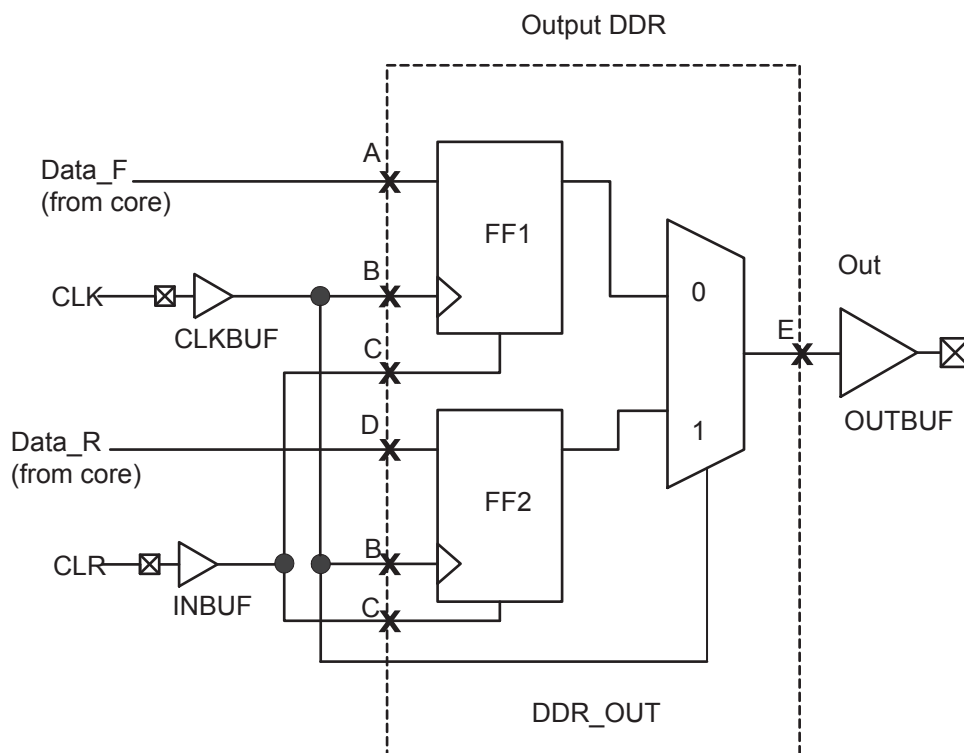 Output DDR
A
Data_F
(from core)
FF1
B
CLK
CLKBUF
0
Out
C
E
D
Data_R
(from core)
1
OUTBUF
FF2
B
CLR
INBUF
C
DDR_OUT